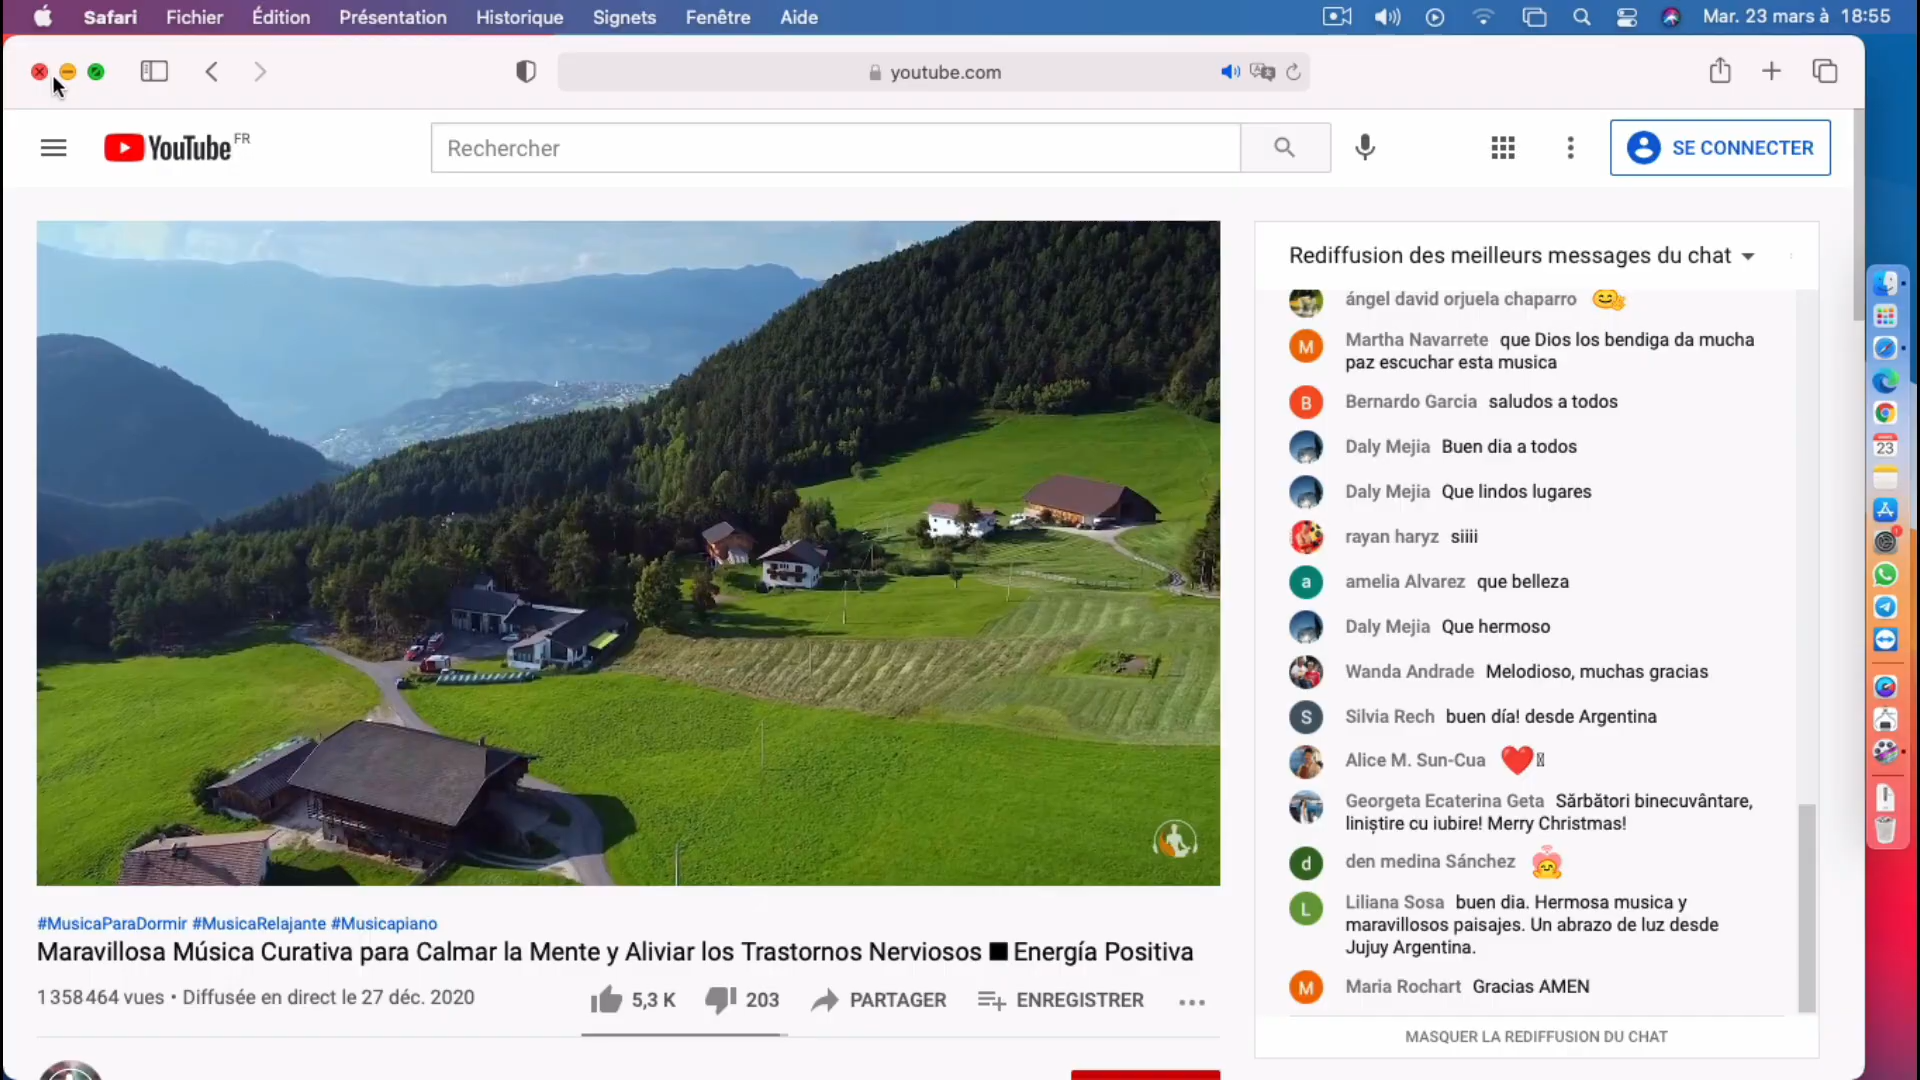 Safari Fichier Édition Présentation Historique Signets Fenêtre Aide Mar. 23 mars à 18:55
youtube.com
YouTube FR Rechercher SE CONNECTER
Rediffusion des meilleurs messages du chat
ángel david orjuela chaparro
Martha Navarrete que Dios los bendiga da mucha
paz escuchar esta musica
Bernardo Garcia saludos a todos
Daly Mejia Buen dia a todos
Daly Mejia Que lindos lugares
rayan haryz siiii
amelia Alvarez que belleza
Daly Mejia Que hermoso
Wanda Andrade Melodioso, muchas gracias
Silvia Rech buen día! desde Argentina
Alice M. Sun-Cua
Georgeta Ecaterina Geta Sărbători binecuvântare,
liniștire cu iubire! Merry Christmas!
den medina Sánchez
Liliana Sosa buen dia. Hermosa musica y
maravillosos paisajes. Un abrazo de luz desde
Jujuy Argentina.
Maria Rochart Gracias AMEN
MASQUER LA REDIFFUSION DU CHAT
M
B
a
S
d
L
M
23
#MusicaParaDormir #MusicaRelajante #Musicapiano
Maravillosa Música Curativa para Calmar la Mente y Aliviar los Trastornos Nerviosos ■ Energía Positiva
1 358 464 vues • Diffusée en direct le 27 déc. 2020 5,3 K 203 PARTAGER ENREGISTRER